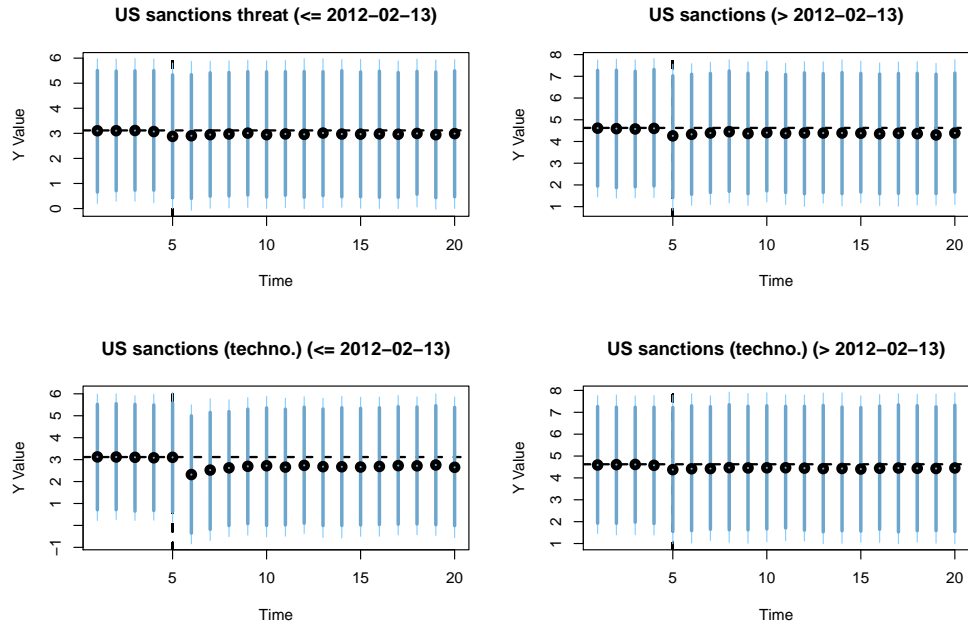 US sanctions threat (<= 2012−02−13)
Y Value
0 1 2 3 4 5 6
5 10 15 20
Time
US sanctions (> 2012−02−13)
Y Value
1 2 3 4 5 6 7 8
5 10 15 20
Time
US sanctions (techno.) (<= 2012−02−13)
Y Value
−1 1 2 3 4 5 6
5 10 15 20
Time
US sanctions (techno.) (> 2012−02−13)
Y Value
1 2 3 4 5 6 7 8
5 10 15 20
Time